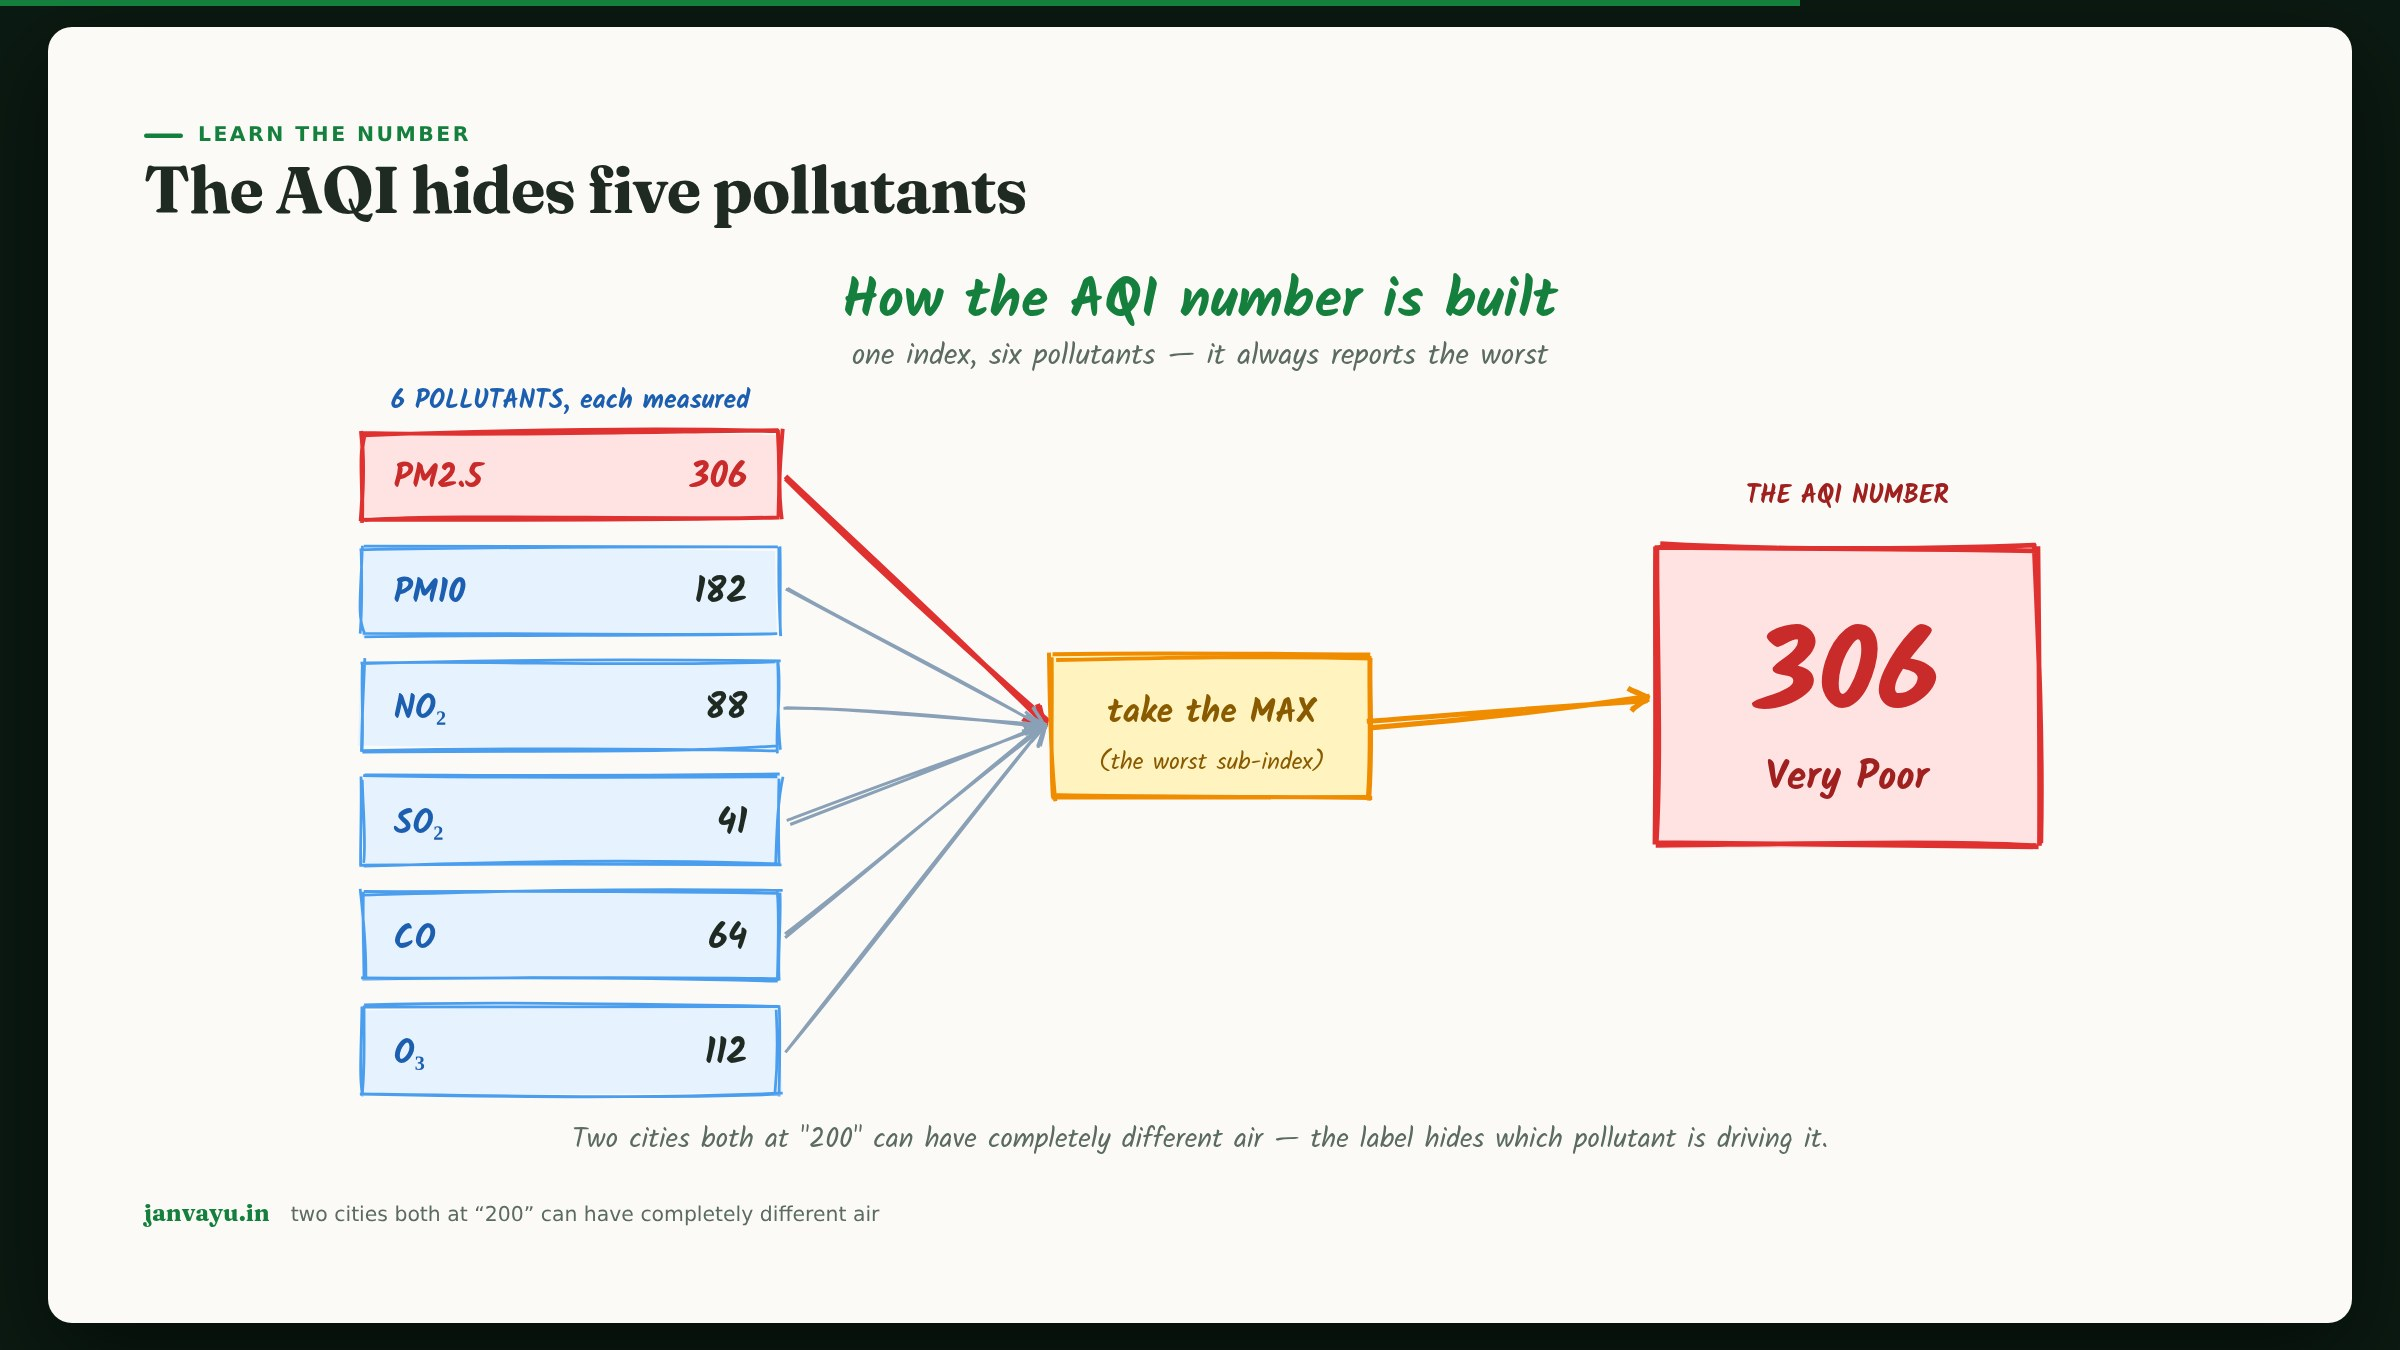 LEARN THE NUMBER
The AQI hides five pollutants
How the AQI number is built
one index, six pollutants — it always reports the worst
6 POLLUTANTS, each measured
PM2.5 306
PM10 182
NO₂ 88
SO₂ 41
CO 64
O₃ 112
take the MAX
(the worst sub-index)
THE AQI NUMBER
306
Very Poor
Two cities both at "200" can have completely different air — the label hides which pollutant is driving it.
janvayu.in two cities both at “200” can have completely different air